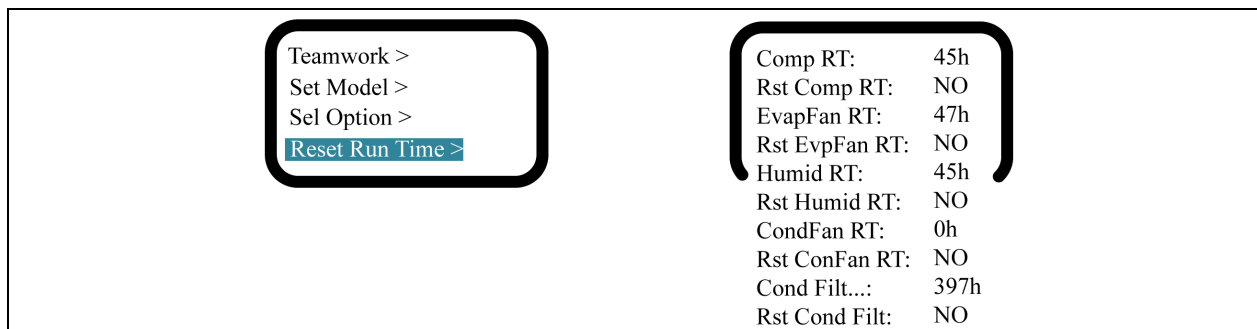 Teamwork >
Set Model >
Sel Option >
Reset Run Time >
Comp RT: 45h
Rst Comp RT: NO
EvapFan RT: 47h
Rst EvpFan RT: NO
Humid RT: 45h
Rst Humid RT: NO
CondFan RT: 0h
Rst ConFan RT: NO
Cond Filt...: 397h
Rst Cond Filt: NO